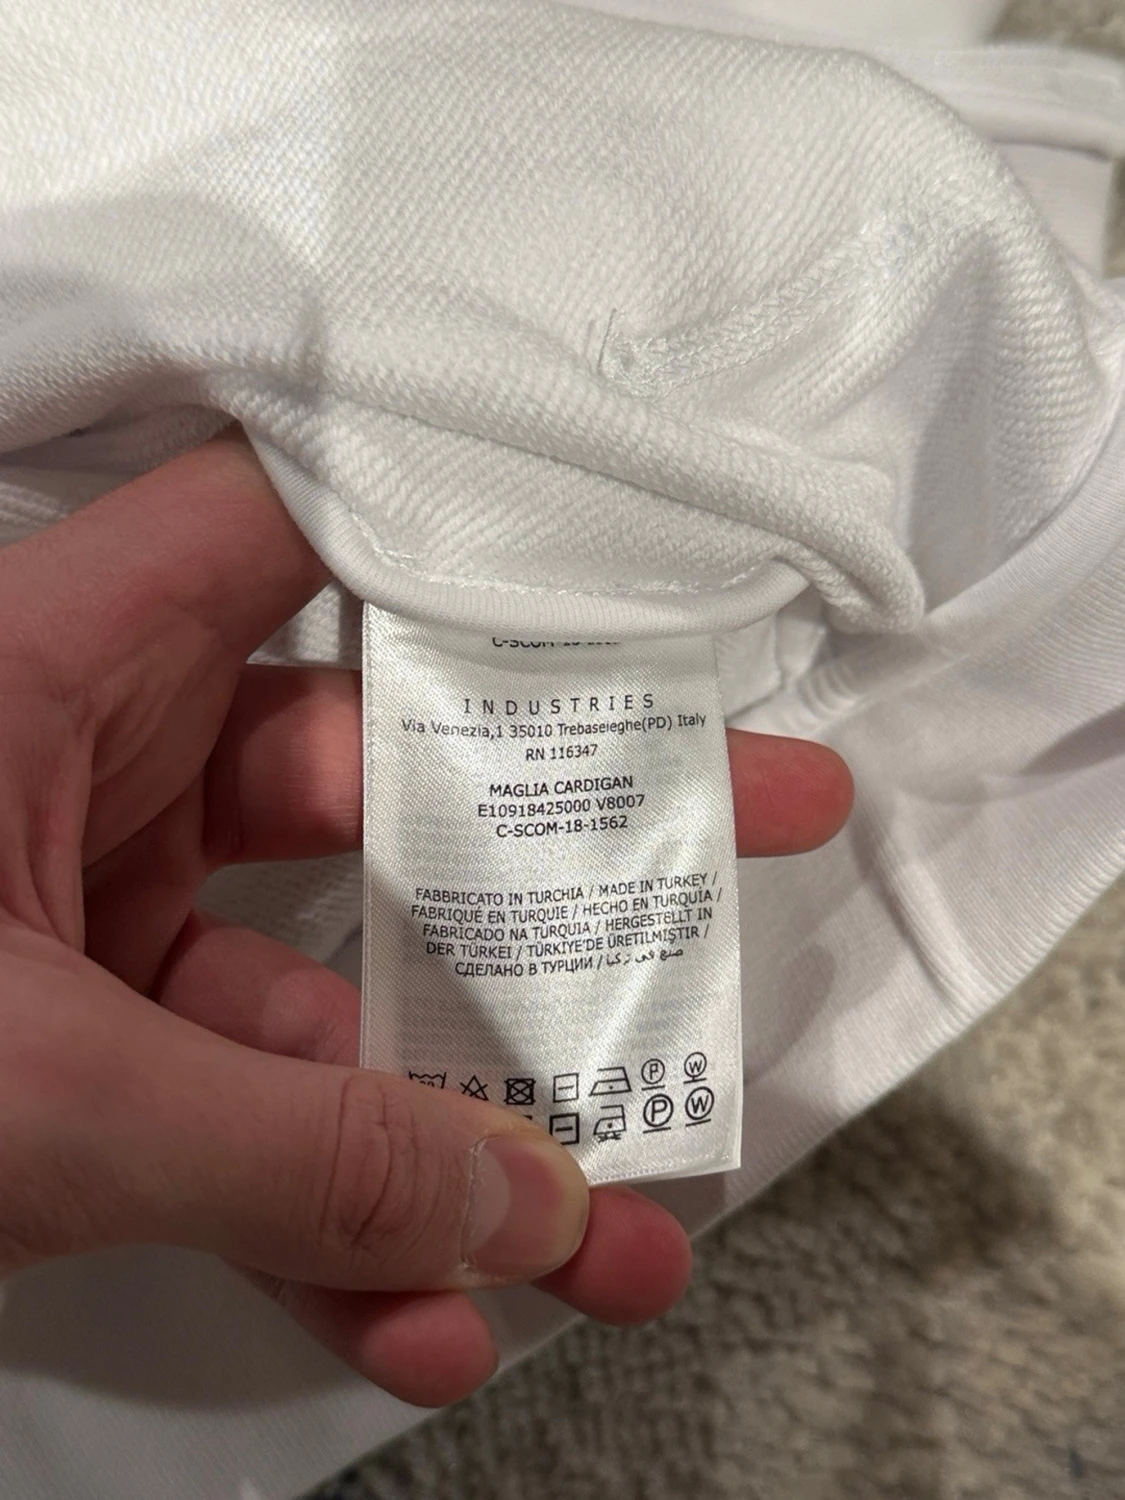 INDUSTRIES
Via Venezia,1 35010 Trebaseleghe(PD) Italy
RN 116347
MAGLIA CARDIGAN
E10918425000 V8007
C-SCOM-18-1562
FABBRICATO IN TURCHIA / MADE IN TURKEY /
FABRIQUÉ EN TURQUIE / HECHO EN TURQUÍA /
FABRICADO NA TURQUIA / HERGESTELLT IN
DER TÜRKEI / TÜRKİYE'DE ÜRETİLMİŞTİR /
СДЕЛАНО В ТУРЦИИ / صنع في تركيا
P W
P W